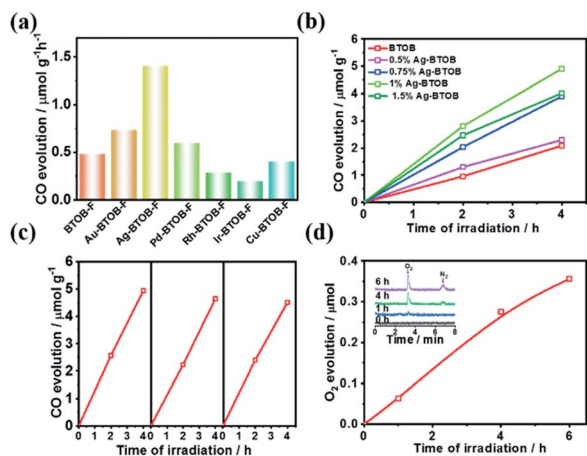 (a)
CO evolution / μmol g⁻¹h⁻¹
1.5
1.0
0.5
0.0
BTOB-F
Au-BTOB-F
Ag-BTOB-F
Pd-BTOB-F
Rh-BTOB-F
Ir-BTOB-F
Cu-BTOB-F
(b)
CO evolution / μmol g⁻¹
6
5
4
3
2
1
0
BTOB
0.5% Ag-BTOB
0.75% Ag-BTOB
1% Ag-BTOB
1.5% Ag-BTOB
0 1 2 3 4
Time of irradiation / h
(c)
CO evolution / μmol g⁻¹
6
5
4
3
2
1
0
0 1 2 3 40 1 2 3 40 1 2 3 4
Time of irradiation / h
(d)
O₂ evolution / μmol
0.4
0.3
0.2
0.1
0.0
O₂
N₂
6 h
4 h
1 h
0 h
0 2 4 6 8
Time / min
0 2 4 6
Time of irradiation / h